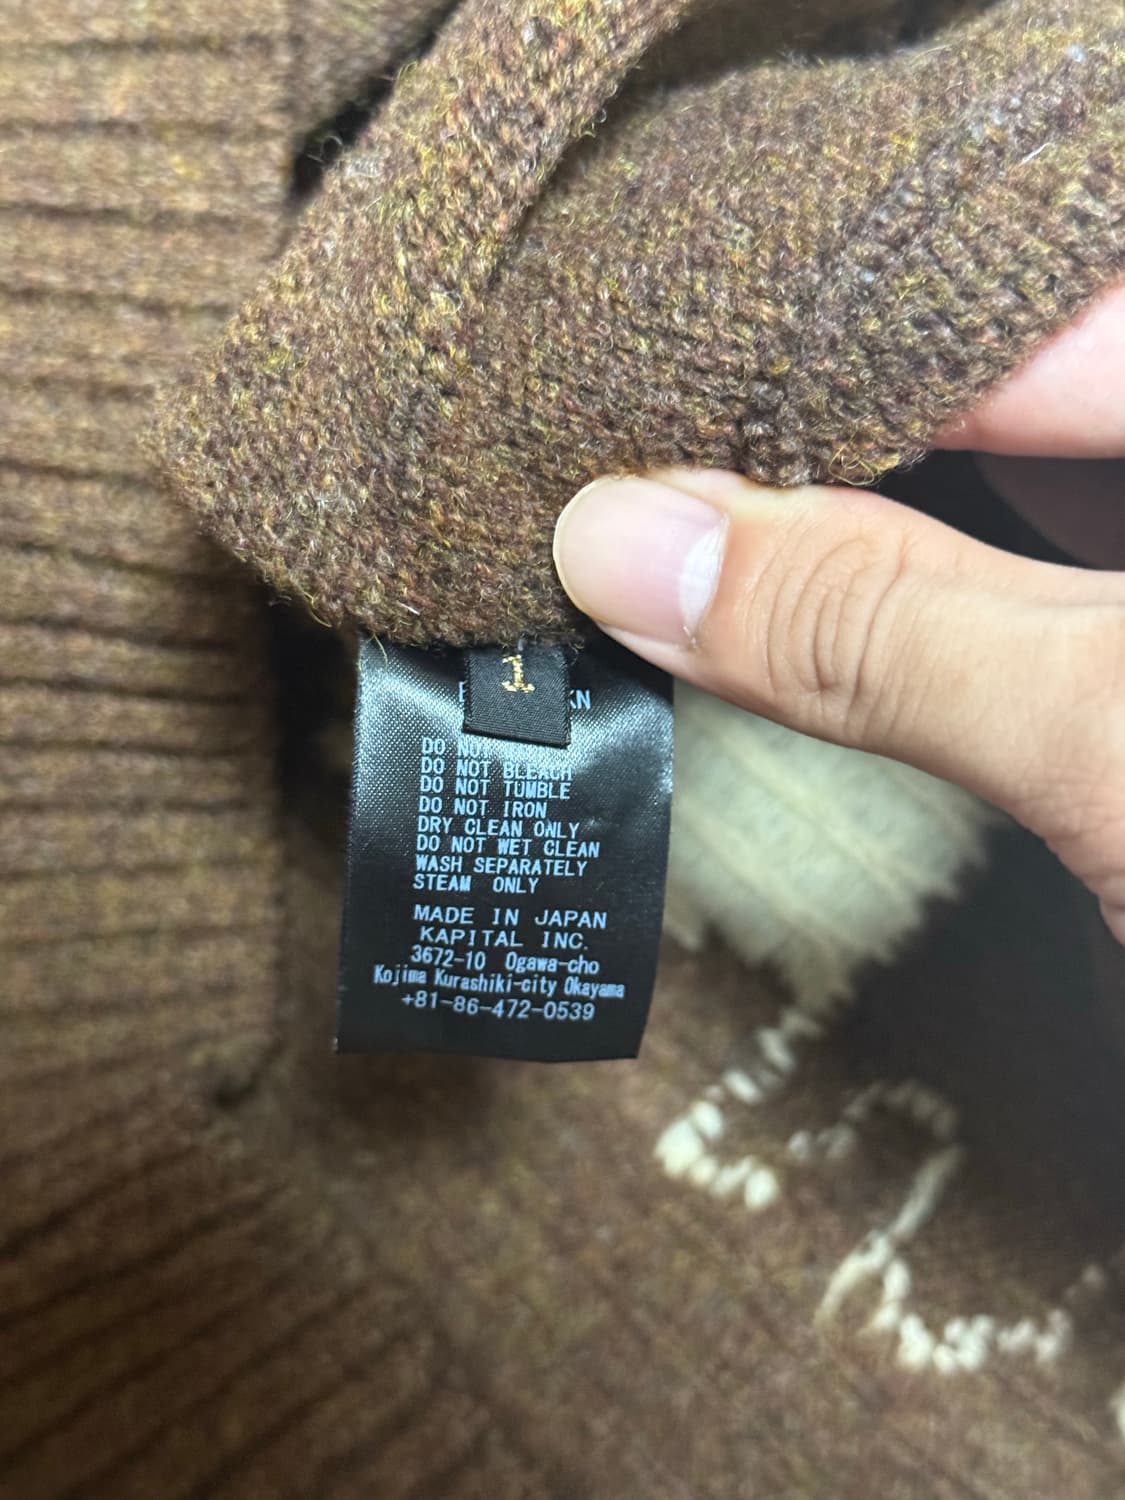 1
KN
DO NOT
DO NOT BLEACH
DO NOT TUMBLE
DO NOT IRON
DRY CLEAN ONLY
DO NOT WET CLEAN
WASH SEPARATELY
STEAM ONLY
MADE IN JAPAN
KAPITAL INC.
3672-10 Ogawa-cho
Kojima Kurashiki-city Okayama
+81-86-472-0539